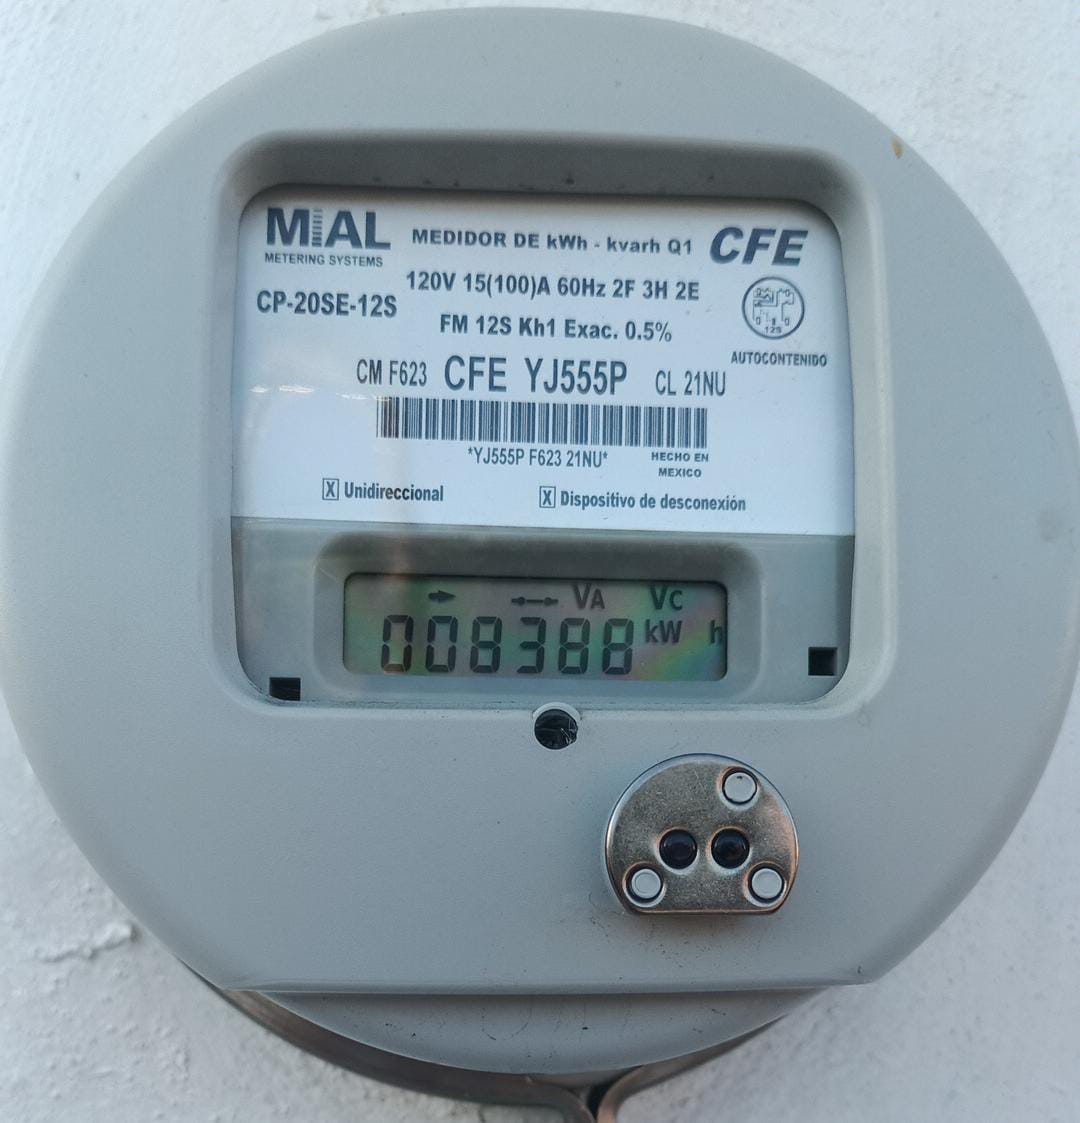 MIAL
METERING SYSTEMS
MEDIDOR DE kWh - kvarh Q1
CFE
120V 15(100)A 60Hz 2F 3H 2E
CP-20SE-12S
FM 12S Kh1 Exac. 0.5%
12S
AUTOCONTENIDO
CM F623 CFE YJ555P CL 21NU
*YJ555P F623 21NU*
HECHO EN
MEXICO
X Unidireccional
X Dispositivo de desconexión
VA VC
008388 kW h